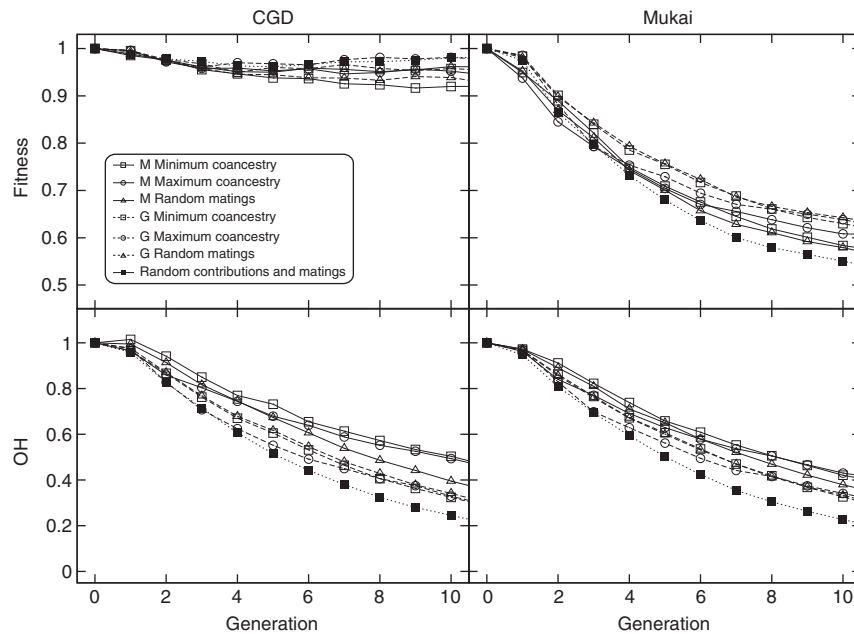 CGD
Mukai
Fitness
1
0.9
0.8
0.7
0.6
0.5
M Minimum coancestry
M Maximum coancestry
M Random matings
G Minimum coancestry
G Maximum coancestry
G Random matings
Random contributions and matings
OH
1
0.8
0.6
0.4
0.2
0
0 2 4 6 8 10
0 2 4 6 8 10
Generation
Generation